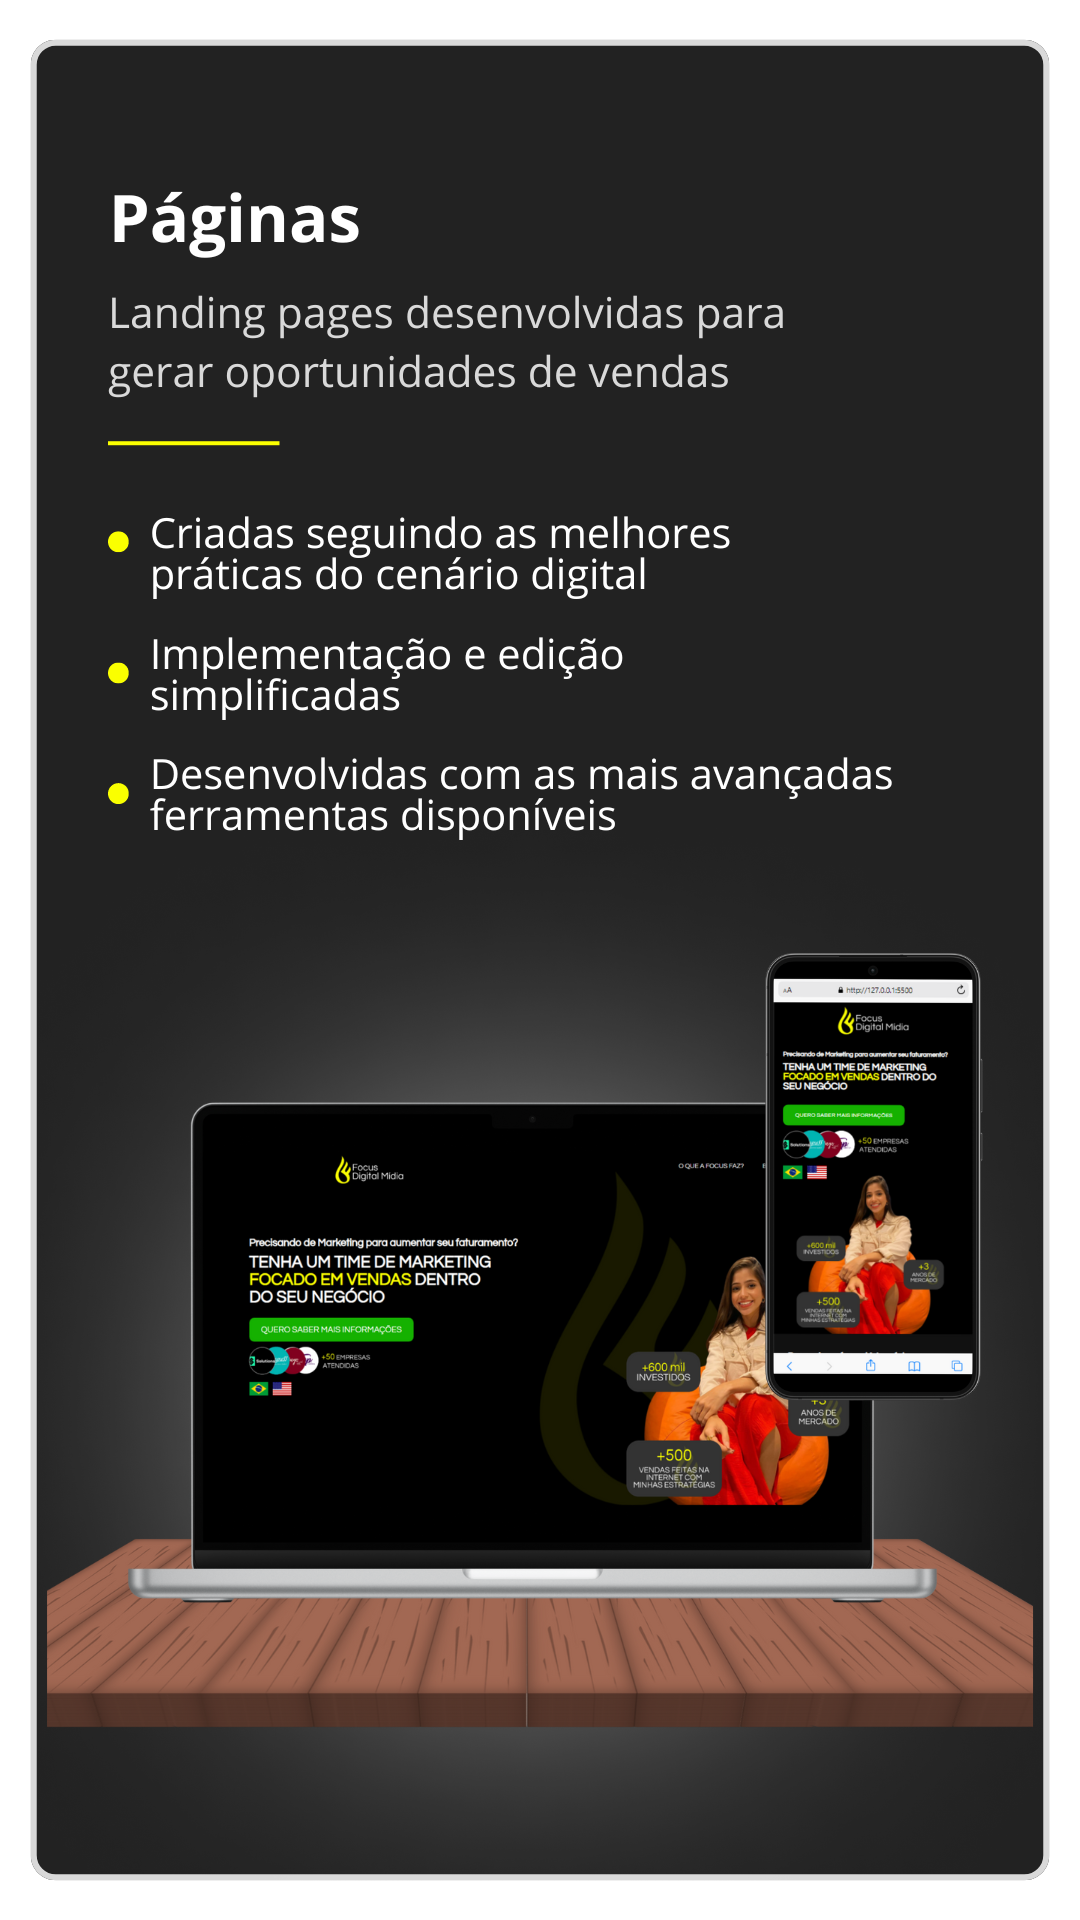 Páginas
Landing pages desenvolvidas para
gerar oportunidades de vendas
Criadas seguindo as melhores
práticas do cenário digital
Implementação e edição
simplificadas
Desenvolvidas com as mais avançadas
ferramentas disponíveis
AA http://127.0.0.1:5500
Focus
Digital Midia
Precisando de Marketing para aumentar seu faturamento?
TENHA UM TIME DE MARKETING
FOCADO EM VENDAS DENTRO DO
SEU NEGÓCIO
QUERO SABER MAIS INFORMAÇÕES
+50 EMPRESAS
ATENDIDAS
+600 mil
INVESTIDOS
+3
ANOS DE
MERCADO
+500
VENDAS FEITAS NA
INTERNET COM
MINHAS ESTRATÉGIAS
Focus
Digital Midia
O QUE A FOCUS FAZ?
Precisando de Marketing para aumentar seu faturamento?
TENHA UM TIME DE MARKETING
FOCADO EM VENDAS DENTRO
DO SEU NEGÓCIO
QUERO SABER MAIS INFORMAÇÕES
Solutions
+50 EMPRESAS
ATENDIDAS
+600 mil
INVESTIDOS
+3
ANOS DE
MERCADO
+500
VENDAS FEITAS NA
INTERNET COM
MINHAS ESTRATÉGIAS